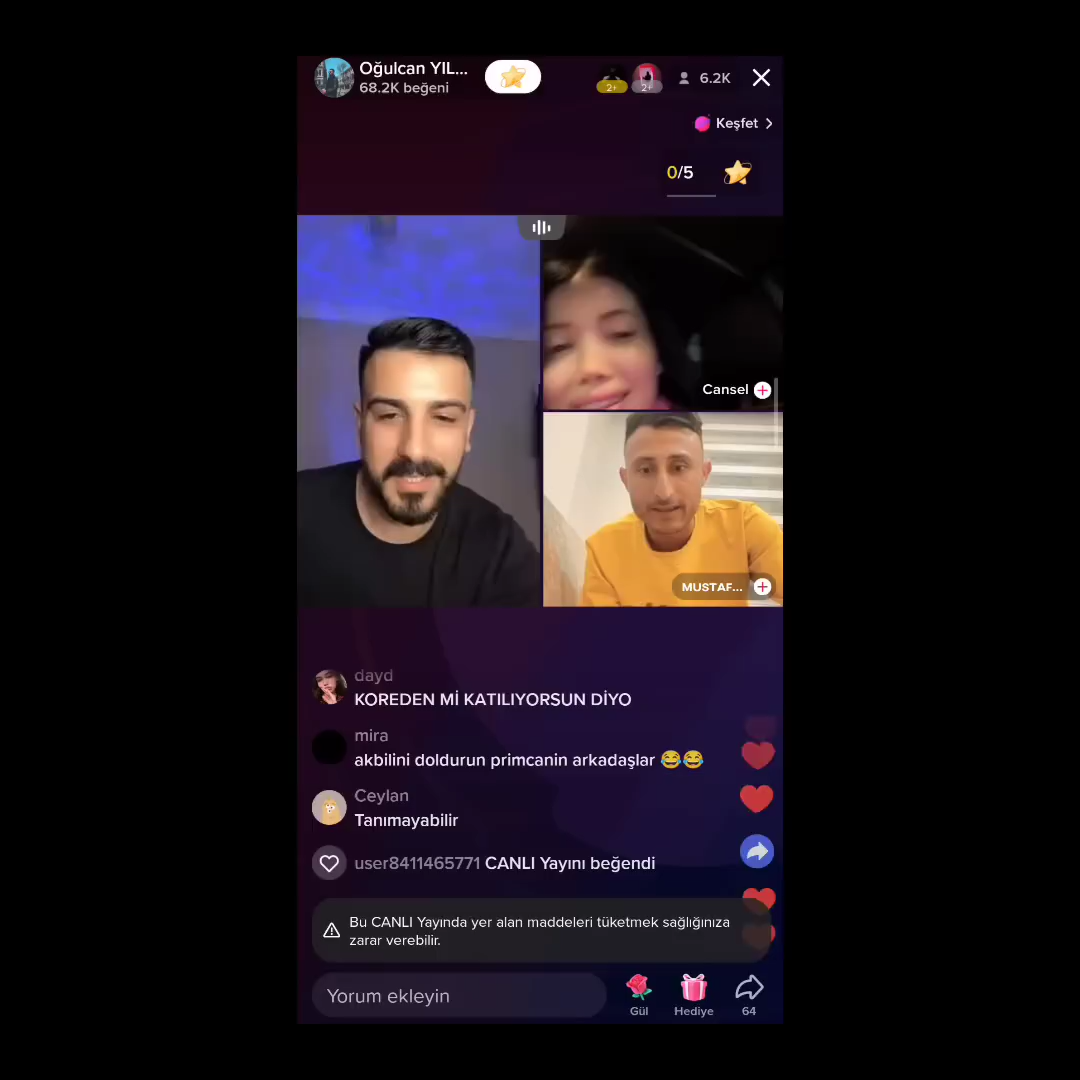 Oğulcan YIL...
68.2K beğeni
2+
2+
6.2K
Keşfet
0/5
Cansel
MUSTAF...
dayd
KOREDEN Mİ KATILIYORSUN DİYO
mira
akbilini doldurun primcanin arkadaşlar 😂😂
Ceylan
Tanımayabilir
user8411465771 CANLI Yayını beğendi
Bu CANLI Yayında yer alan maddeleri tüketmek sağlığınıza
zarar verebilir.
Yorum ekleyin
Gül
Hediye
64